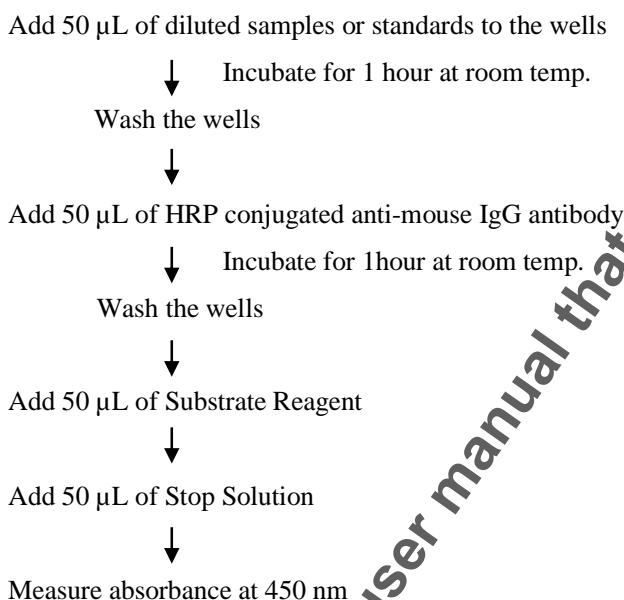 Add 50 µL of diluted samples or standards to the wells
Incubate for 1 hour at room temp.
Wash the wells
Add 50 µL of HRP conjugated anti-mouse IgG antibody
Incubate for 1hour at room temp.
Wash the wells
Add 50 µL of Substrate Reagent
Add 50 µL of Stop Solution
Measure absorbance at 450 nm
user manual that